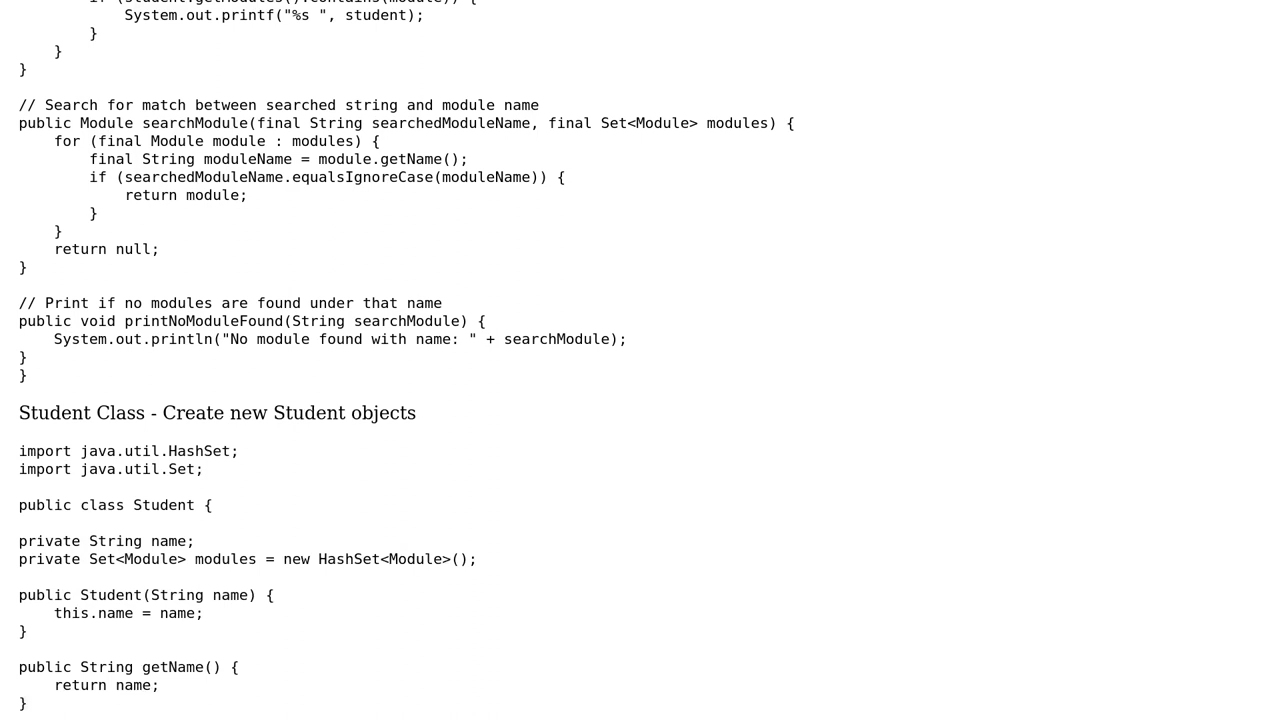 if (student.getModules().contains(module)) {
            System.out.printf("%s ", student);
        }
    }
}

// Search for match between searched string and module name
public Module searchModule(final String searchedModuleName, final Set<Module> modules) {
    for (final Module module : modules) {
        final String moduleName = module.getName();
        if (searchedModuleName.equalsIgnoreCase(moduleName)) {
            return module;
        }
    }
    return null;
}

// Print if no modules are found under that name
public void printNoModuleFound(String searchModule) {
    System.out.println("No module found with name: " + searchModule);
}
}

Student Class - Create new Student objects

import java.util.HashSet;
import java.util.Set;

public class Student {

private String name;
private Set<Module> modules = new HashSet<Module>();

public Student(String name) {
    this.name = name;
}

public String getName() {
    return name;
}